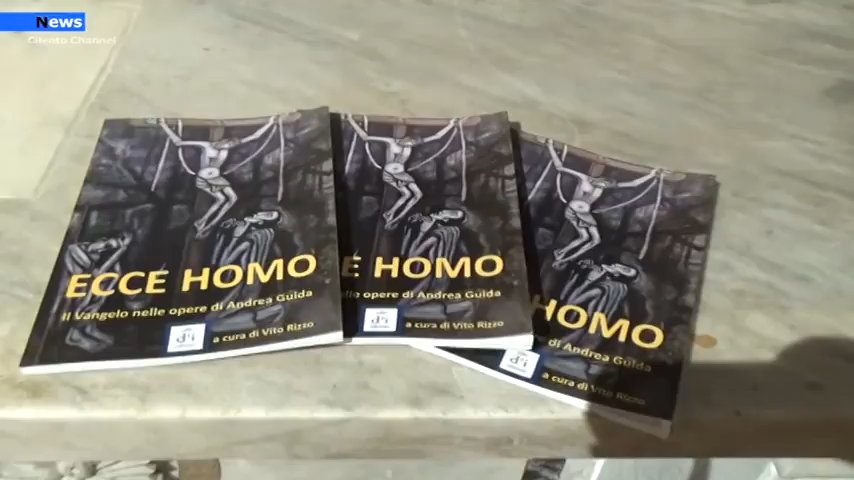 News
Cilento Channel
ECCE HOMO
Il Vangelo nelle opere di Andrea Guida
a cura di Vito Rizzo
E HOMO
opere di Andrea Guida
a cura di Vito Rizzo
HOMO
di Andrea Guida
a cura di Vito Rizzo